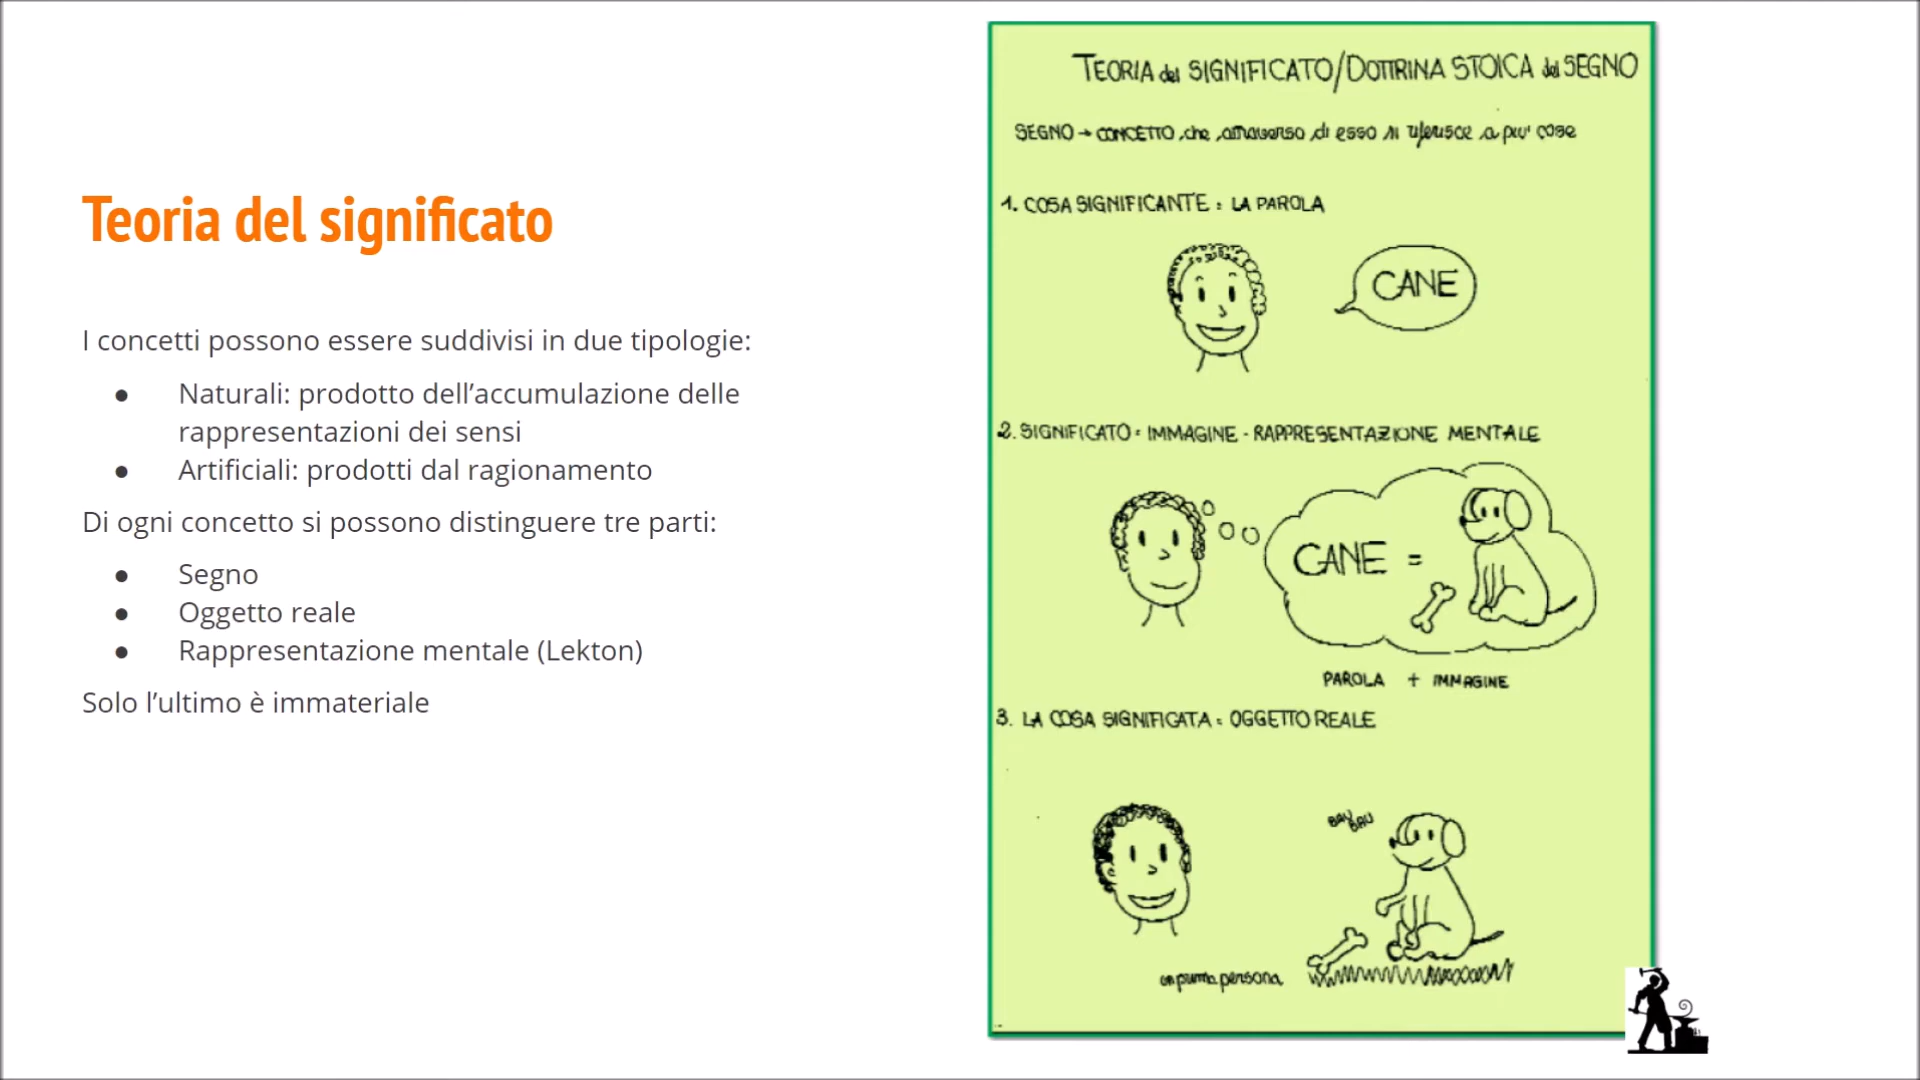 Teoria del significato
I concetti possono essere suddivisi in due tipologie:
● Naturali: prodotto dell’accumulazione delle
rappresentazioni dei sensi
● Artificiali: prodotti dal ragionamento
Di ogni concetto si possono distinguere tre parti:
● Segno
● Oggetto reale
● Rappresentazione mentale (Lekton)
Solo l’ultimo è immateriale
TEORIA del SIGNIFICATO/DOTTRINA STOICA del SEGNO
SEGNO → CONCETTO che attraverso di esso si riferisce a piu' cose
1. COSA SIGNIFICANTE : LA PAROLA
CANE
2. SIGNIFICATO : IMMAGINE - RAPPRESENTAZIONE MENTALE
CANE =
PAROLA + IMMAGINE
3. LA COSA SIGNIFICATA : OGGETTO REALE
BAU
BAU
in prima persona